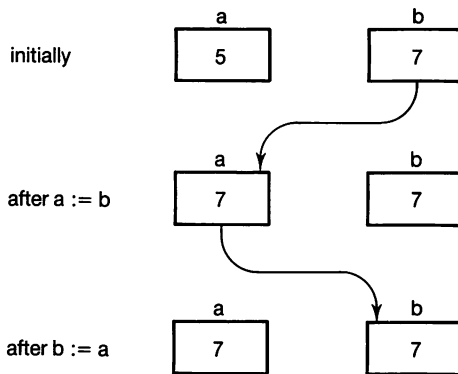 a b
initially 5 7
a b
after a := b 7 7
a b
after b := a 7 7